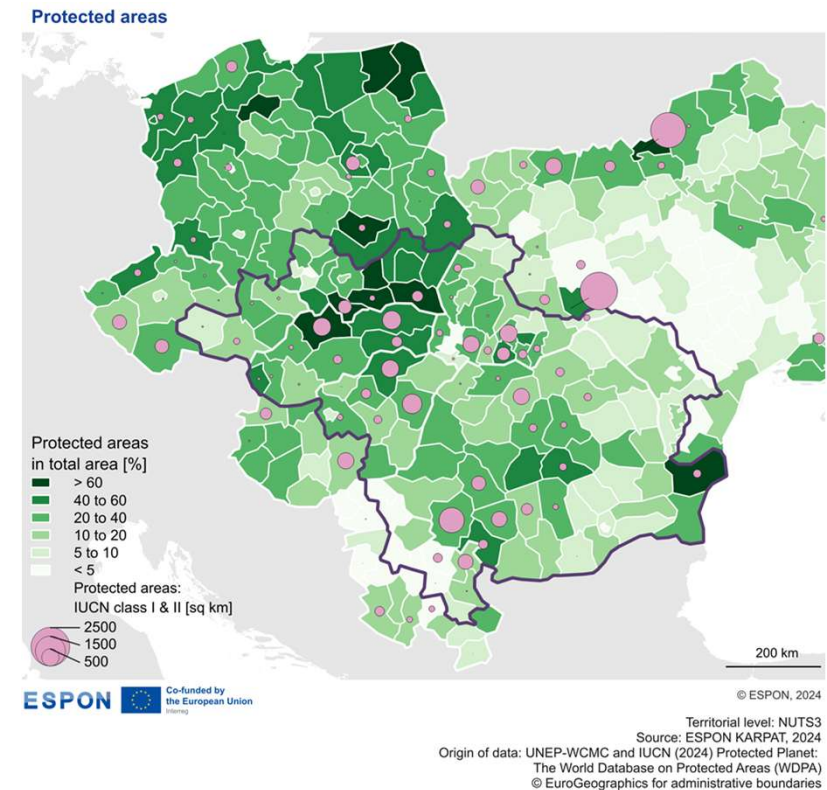 Protected areas
Protected areas
in total area [%]
> 60
40 to 60
20 to 40
10 to 20
5 to 10
< 5
Protected areas:
IUCN class I & II [sq km]
2500
1500
500
200 km
ESPON
Co-funded by
the European Union
Interreg
© ESPON, 2024
Territorial level: NUTS3
Source: ESPON KARPAT, 2024
Origin of data: UNEP-WCMC and IUCN (2024) Protected Planet:
The World Database on Protected Areas (WDPA)
© EuroGeographics for administrative boundaries